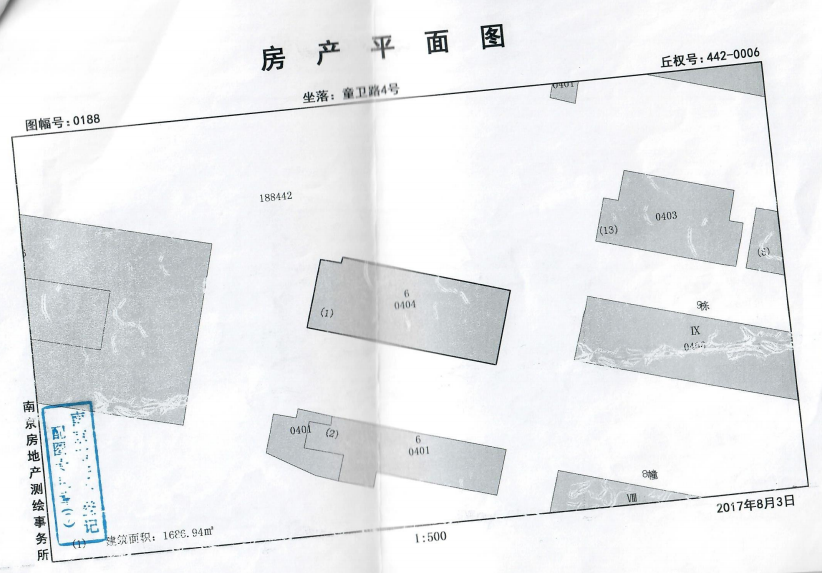 房产平面图
丘权号:442-0006
坐落:童卫路4号
图幅号:0188
0401
188442
0403
(13)
6
0404
(1)
9栋
IX
0401
(2)
6
0401
8幢
VIII
南京房地产测绘事务所
登记
(1) 建筑面积:1686.94㎡
1:500
2017年8月3日